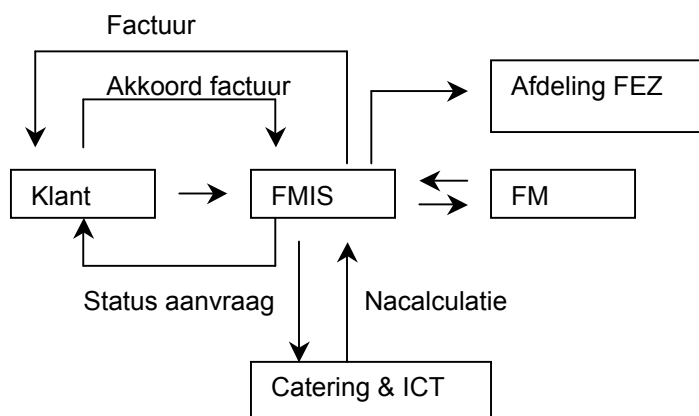 Factuur
Akkoord factuur
Afdeling FEZ
Klant
FMIS
FM
Status aanvraag
Nacalculatie
Catering & ICT